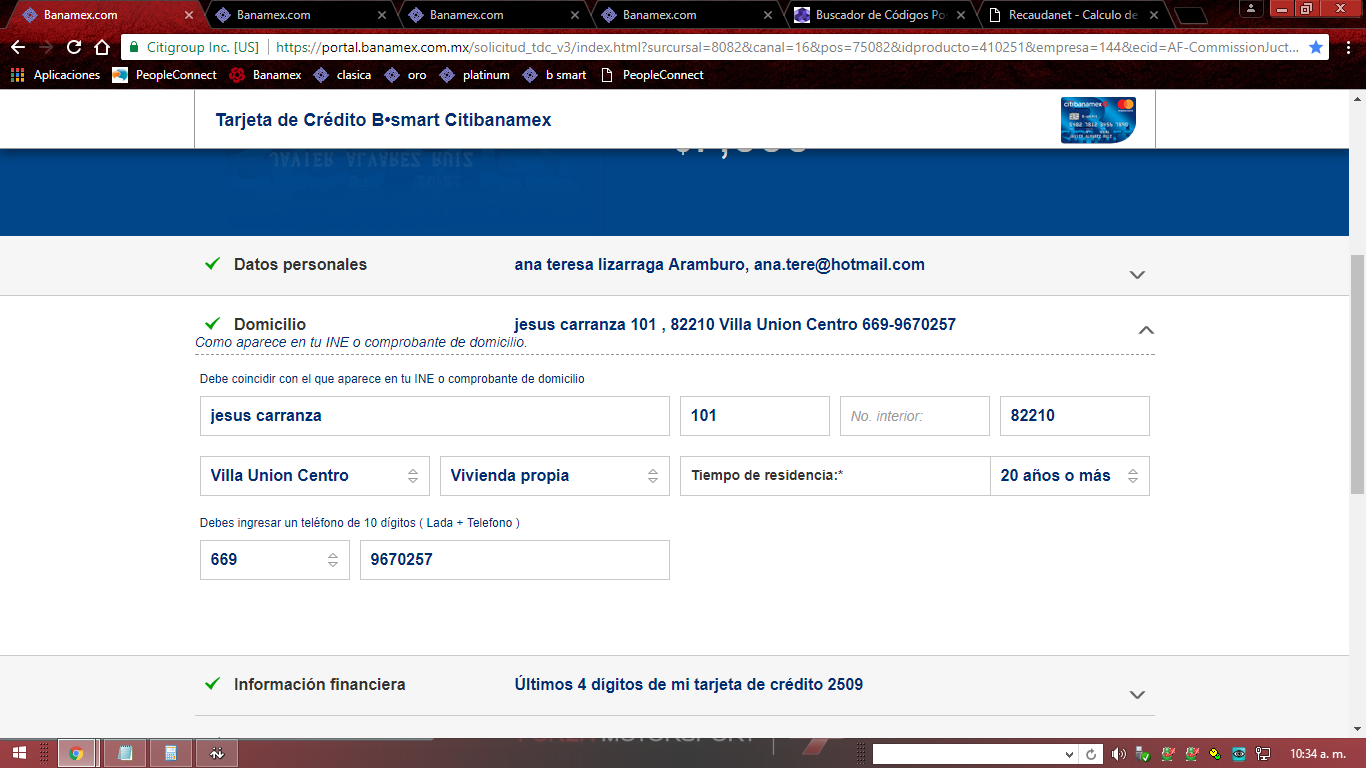 Banamex.com
Banamex.com
Banamex.com
Banamex.com
Buscador de Códigos Po
Recaudanet - Calculo de
Citigroup Inc. [US] https://portal.banamex.com.mx/solicitud_tdc_v3/index.html?surcursal=8082&canal=16&pos=75082&idproducto=410251&empresa=144&ecid=AF-CommissionJuct...
Aplicaciones PeopleConnect Banamex clasica oro platinum b smart PeopleConnect
Tarjeta de Crédito B•smart Citibanamex
citibanamex
JAVIER ALVAREZ RUIZ
Datos personales ana teresa lizarraga Aramburo, ana.tere@hotmail.com
Domicilio jesus carranza 101 , 82210 Villa Union Centro 669-9670257
Como aparece en tu INE o comprobante de domicilio.
Debe coincidir con el que aparece en tu INE o comprobante de domicilio
jesus carranza 101 No. interior: 82210
Villa Union Centro Vivienda propia Tiempo de residencia:* 20 años o más
Debes ingresar un teléfono de 10 dígitos ( Lada + Telefono )
669 9670257
Información financiera Últimos 4 dígitos de mi tarjeta de crédito 2509
MOTORSPORT
10:34 a. m.